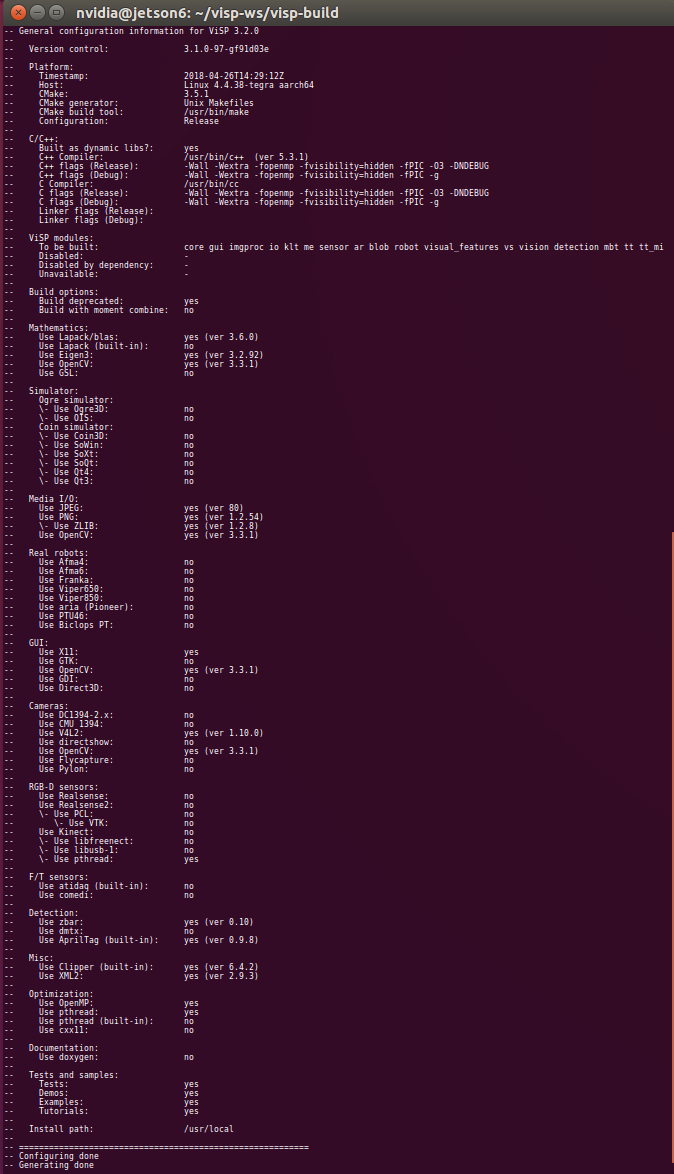 nvidia@jetson6: ~/visp-ws/visp-build
-- General configuration information for ViSP 3.2.0
--
--   Version control:               3.1.0-97-gf91d03e
--
--   Platform:
--     Timestamp:                   2018-04-26T14:29:12Z
--     Host:                        Linux 4.4.38-tegra aarch64
--     CMake:                       3.5.1
--     CMake generator:             Unix Makefiles
--     CMake build tool:            /usr/bin/make
--     Configuration:               Release
--
--   C/C++:
--     Built as dynamic libs?:      yes
--     C++ Compiler:                /usr/bin/c++  (ver 5.3.1)
--     C++ flags (Release):         -Wall -Wextra -fopenmp -fvisibility=hidden -fPIC -O3 -DNDEBUG
--     C++ flags (Debug):           -Wall -Wextra -fopenmp -fvisibility=hidden -fPIC -g
--     C Compiler:                  /usr/bin/cc
--     C flags (Release):           -Wall -Wextra -fopenmp -fvisibility=hidden -fPIC -O3 -DNDEBUG
--     C flags (Debug):             -Wall -Wextra -fopenmp -fvisibility=hidden -fPIC -g
--     Linker flags (Release):
--     Linker flags (Debug):
--
--   ViSP modules:
--     To be built:                 core gui imgproc io klt me sensor ar blob robot visual_features vs vision detection mbt tt tt_mi
--     Disabled:                    -
--     Disabled by dependency:      -
--     Unavailable:                 -
--
--   Build options:
--     Build deprecated:            yes
--     Build with moment combine:   no
--
--   Mathematics:
--     Use Lapack/blas:             yes (ver 3.6.0)
--     Use Lapack (built-in):       no
--     Use Eigen3:                  yes (ver 3.2.92)
--     Use OpenCV:                  yes (ver 3.3.1)
--     Use GSL:                     no
--
--   Simulator:
--     Ogre simulator:
--     \- Use Ogre3D:               no
--     \- Use OIS:                  no
--     Coin simulator:
--     \- Use Coin3D:               no
--     \- Use SoWin:                no
--     \- Use SoXt:                 no
--     \- Use SoQt:                 no
--     \- Use Qt4:                  no
--     \- Use Qt3:                  no
--
--   Media I/O:
--     Use JPEG:                    yes (ver 80)
--     Use PNG:                     yes (ver 1.2.54)
--     \- Use ZLIB:                 yes (ver 1.2.8)
--     Use OpenCV:                  yes (ver 3.3.1)
--
--   Real robots:
--     Use Afma4:                   no
--     Use Afma6:                   no
--     Use Franka:                  no
--     Use Viper650:                no
--     Use Viper850:                no
--     Use aria (Pioneer):          no
--     Use PTU46:                   no
--     Use Biclops PT:              no
--
--   GUI:
--     Use X11:                     yes
--     Use GTK:                     no
--     Use OpenCV:                  yes (ver 3.3.1)
--     Use GDI:                     no
--     Use Direct3D:                no
--
--   Cameras:
--     Use DC1394-2.x:              no
--     Use CMU 1394:                no
--     Use V4L2:                    yes (ver 1.10.0)
--     Use directshow:              no
--     Use OpenCV:                  yes (ver 3.3.1)
--     Use Flycapture:              no
--     Use Pylon:                   no
--
--   RGB-D sensors:
--     Use Realsense:               no
--     Use Realsense2:              no
--     \- Use PCL:                  no
--        \- Use VTK:               no
--     Use Kinect:                  no
--     \- Use libfreenect:          no
--     \- Use libusb-1:             no
--     \- Use pthread:              yes
--
--   F/T sensors:
--     Use atidaq (built-in):       no
--     Use comedi:                  no
--
--   Detection:
--     Use zbar:                    yes (ver 0.10)
--     Use dmtx:                    no
--     Use AprilTag (built-in):     yes (ver 0.9.8)
--
--   Misc:
--     Use Clipper (built-in):      yes (ver 6.4.2)
--     Use XML2:                    yes (ver 2.9.3)
--
--   Optimization:
--     Use OpenMP:                  yes
--     Use pthread:                 yes
--     Use pthread (built-in):      no
--     Use cxx11:                   no
--
--   Documentation:
--     Use doxygen:                 no
--
--   Tests and samples:
--     Tests:                       yes
--     Demos:                       yes
--     Examples:                    yes
--     Tutorials:                   yes
--
--   Install path:                  /usr/local
--
-- ==========================================================
-- Configuring done
-- Generating done